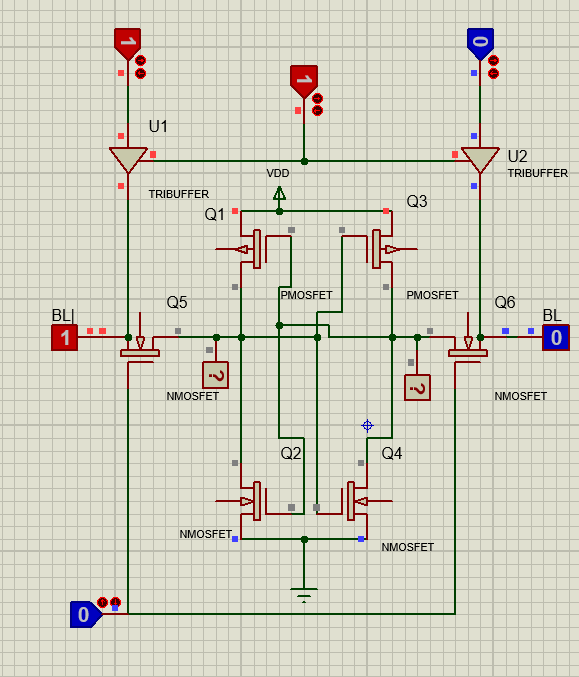 1
0
1
U1
U2
TRIBUFFER
TRIBUFFER
VDD
Q1
Q3
PMOSFET
PMOSFET
BL|
Q5
Q6
BL
1
0
?
?
NMOSFET
NMOSFET
Q2
Q4
NMOSFET
NMOSFET
0